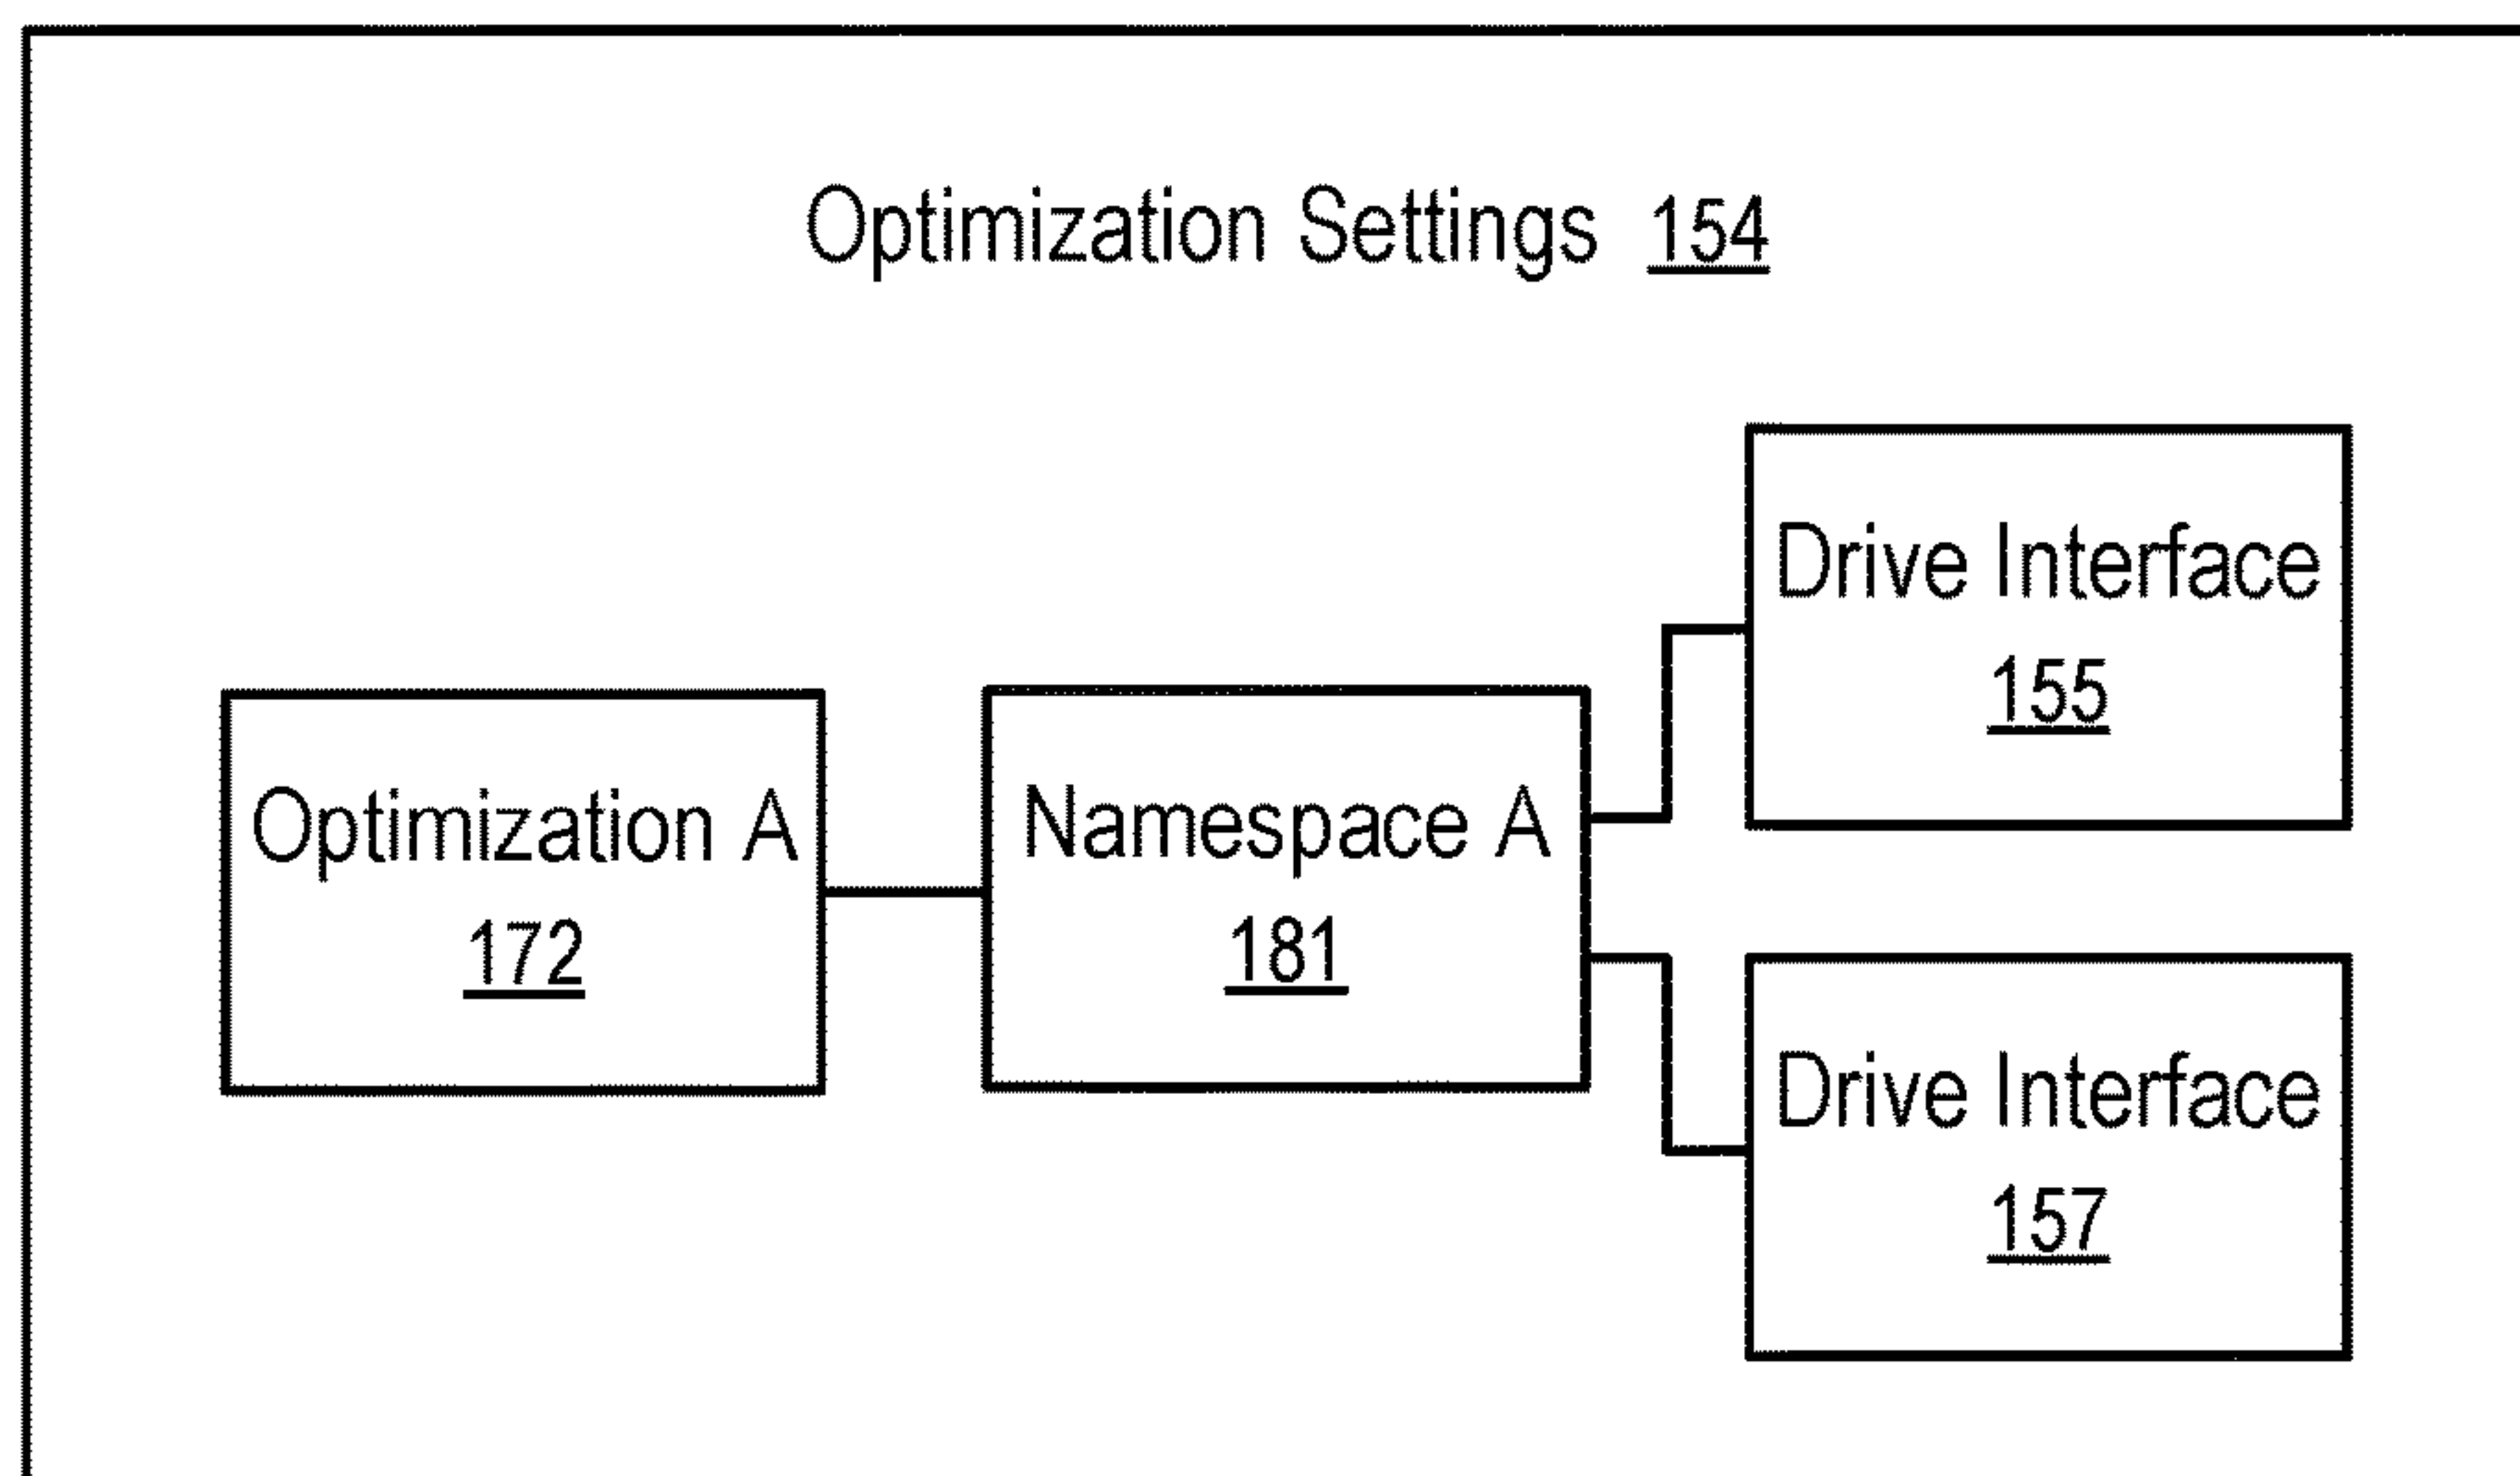 Optimization Settings 154
Drive Interface
155
Optimization A
172
Namespace A
181
Drive Interface
157